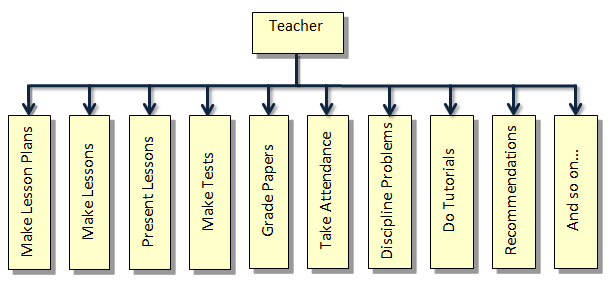 Teacher
Make Lesson Plans
Make Lessons
Present Lessons
Make Tests
Grade Papers
Take Attendance
Discipline Problems
Do Tutorials
Recommendations
And so on...